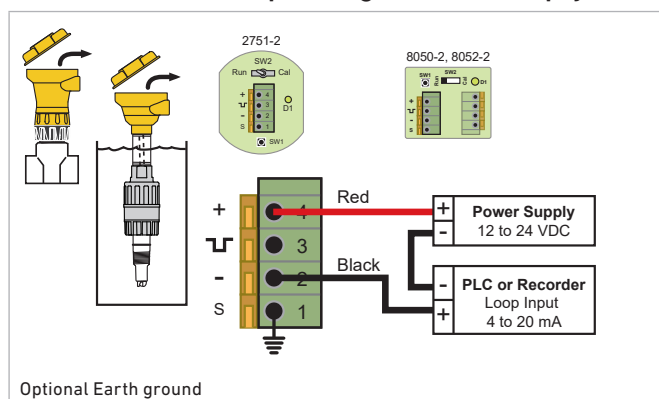 2751-2
SW2
Run Cal
+ 4
3
- 2
S 1
D1
SW1
8050-2, 8052-2
SW1 Run SW2 Cal D1
+
-
S
+ 4 Red
3
- 2 Black
S 1
+ Power Supply
- 12 to 24 VDC
- PLC or Recorder
Loop Input
+ 4 to 20 mA
Optional Earth ground